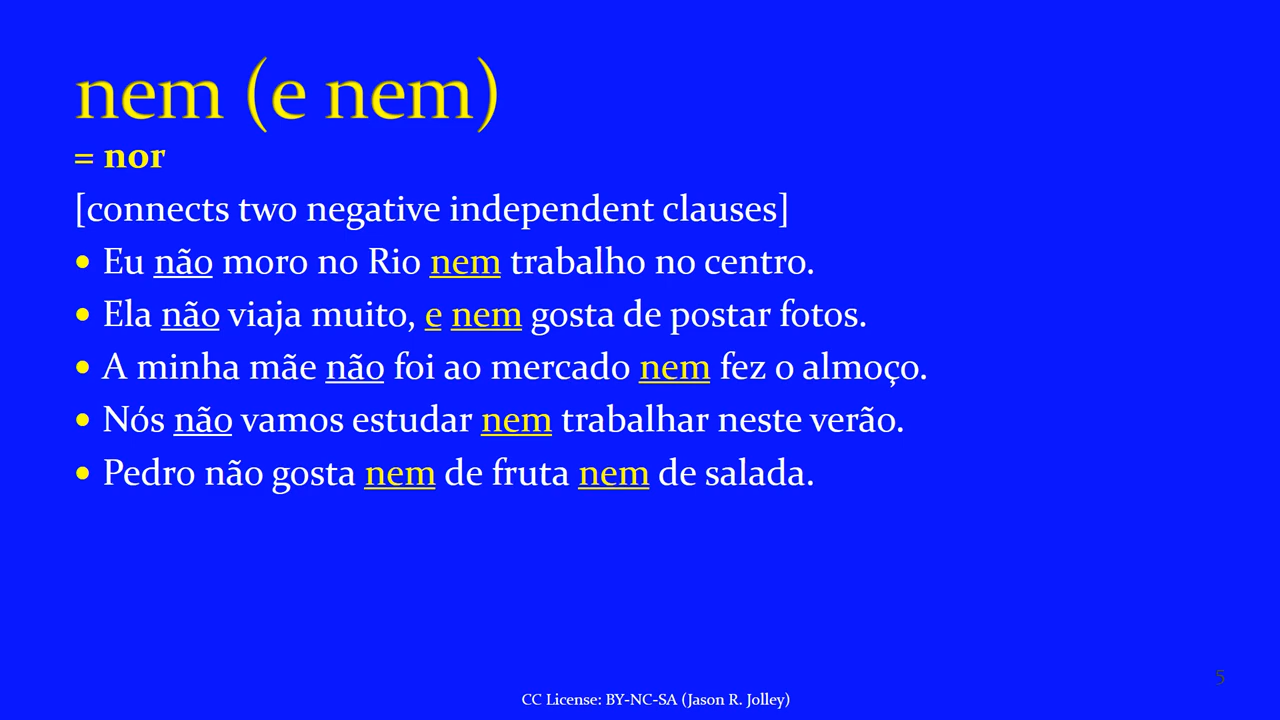 nem (e nem)
= nor
[connects two negative independent clauses]
• Eu não moro no Rio nem trabalho no centro.
• Ela não viaja muito, e nem gosta de postar fotos.
• A minha mãe não foi ao mercado nem fez o almoço.
• Nós não vamos estudar nem trabalhar neste verão.
• Pedro não gosta nem de fruta nem de salada.
5
CC License: BY-NC-SA (Jason R. Jolley)